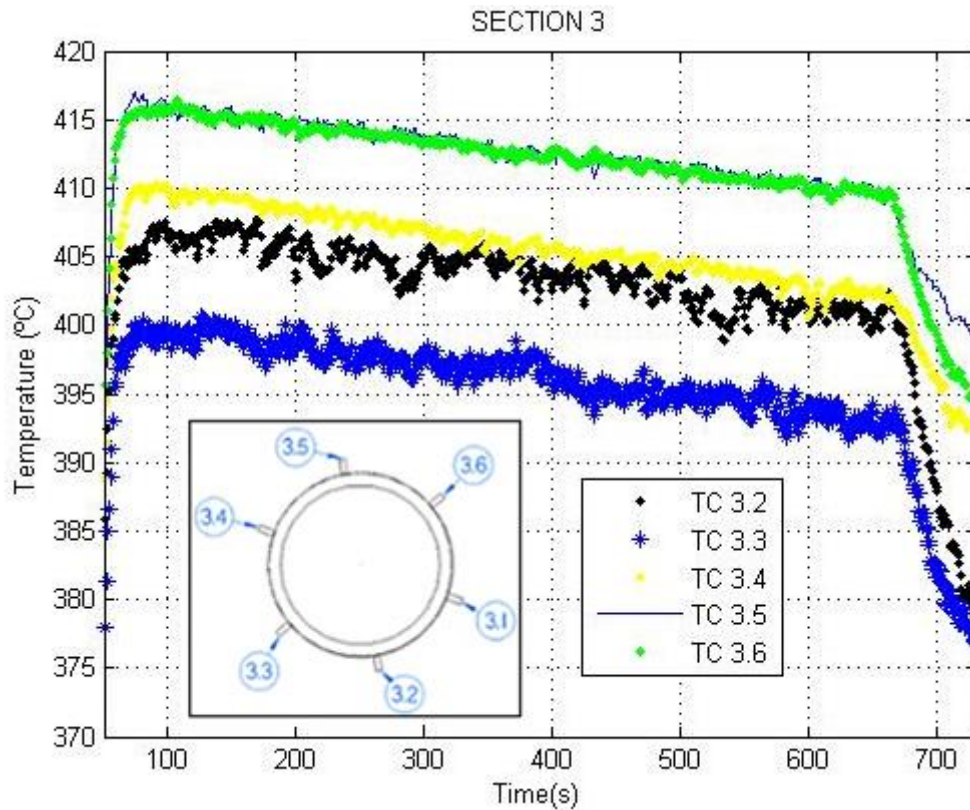 SECTION 3
Temperature (ºC)
420
415
410
405
400
395
390
385
380
375
370
3.5
3.6
3.4
3.1
3.3
3.2
TC 3.2
TC 3.3
TC 3.4
TC 3.5
TC 3.6
100 200 300 400 500 600 700
Time(s)